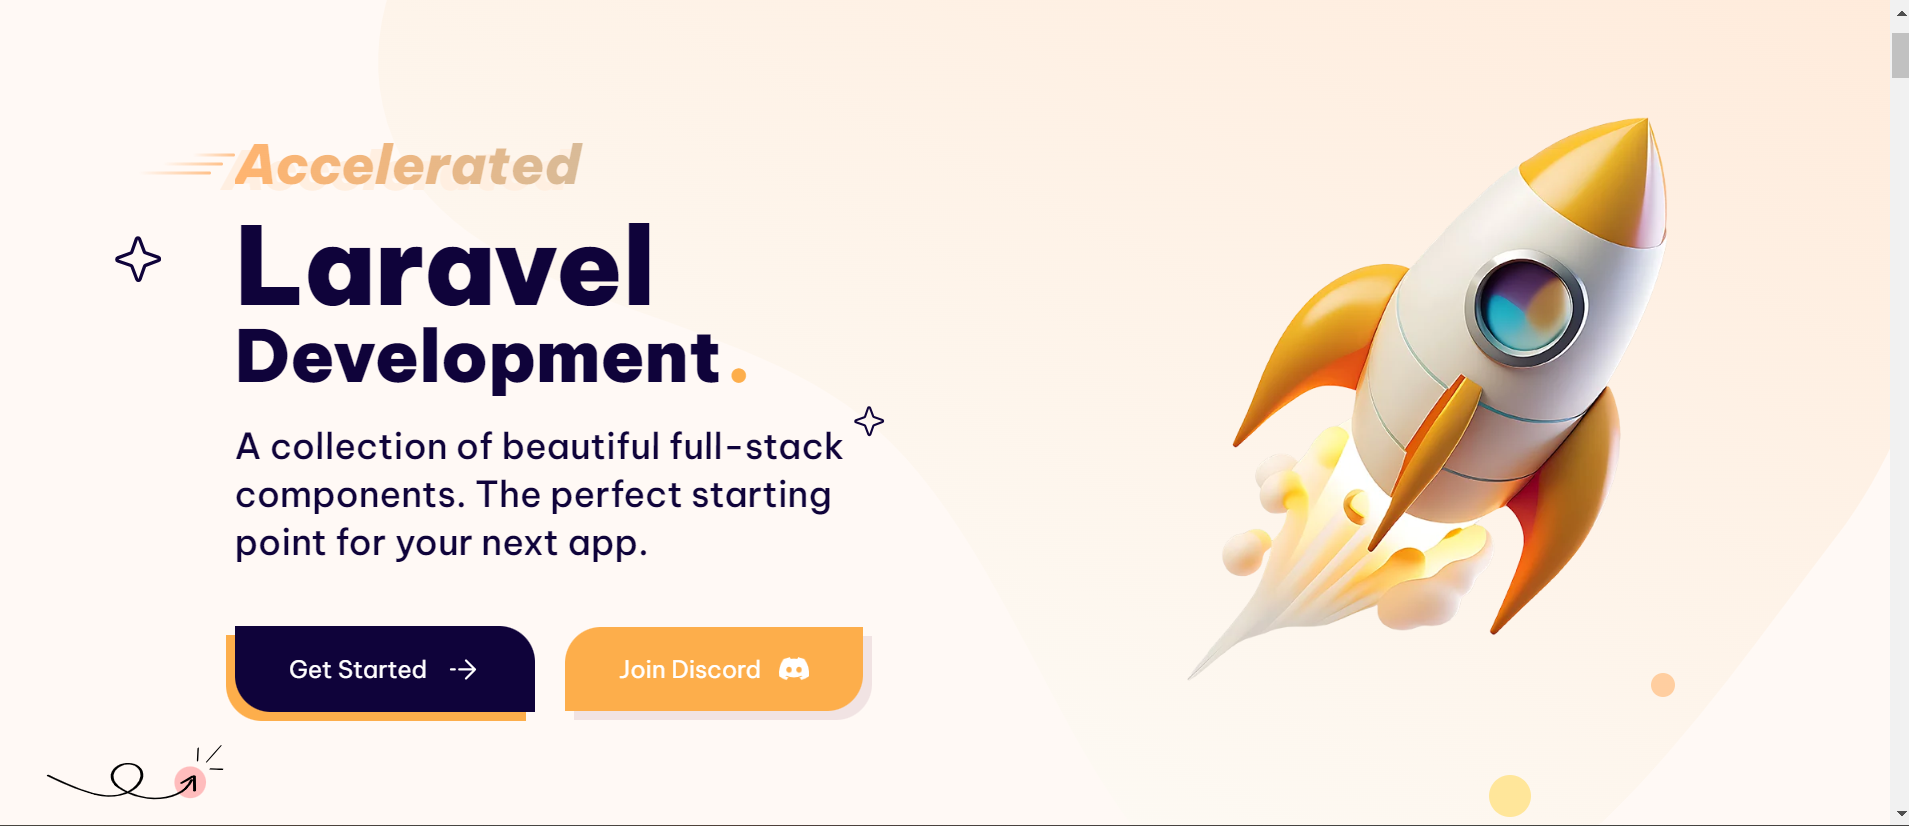 Accelerated
Laravel
Development.
A collection of beautiful full-stack
components. The perfect starting
point for your next app.
Get Started
Join Discord